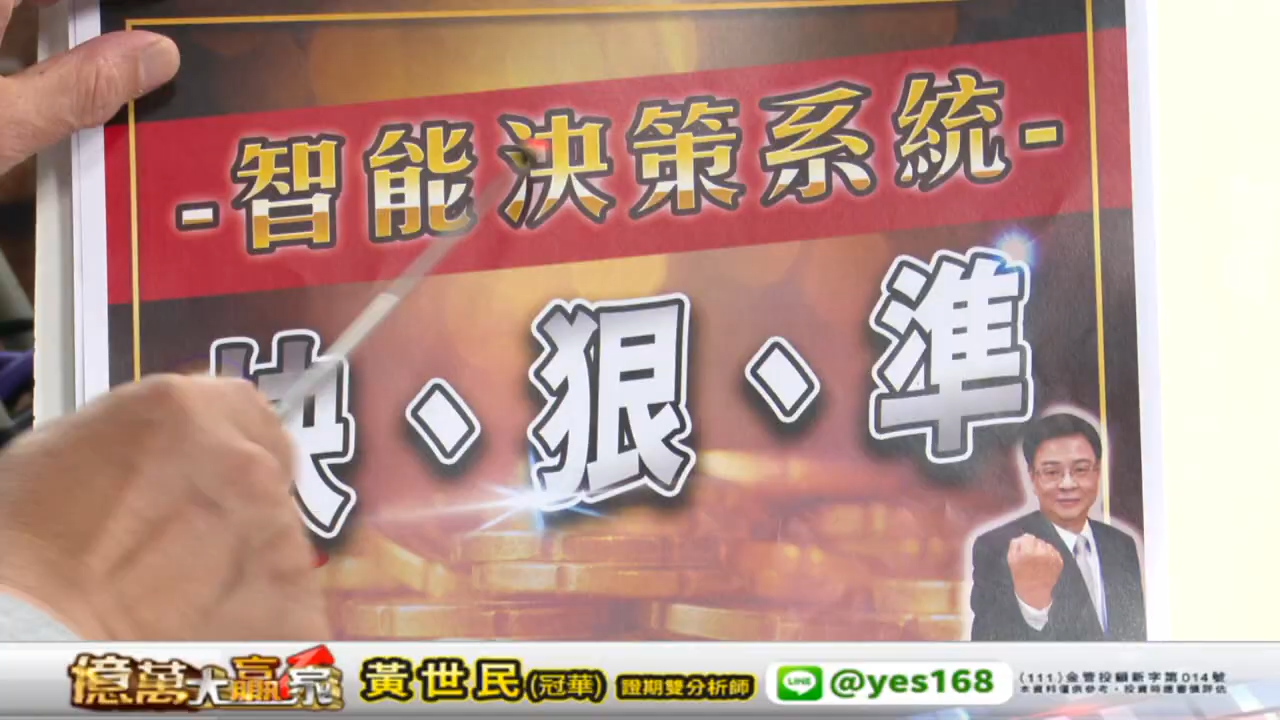 -智能決策系統-
快、狠、準
億萬大贏家 黃世民(冠華) 證期雙分析師 LINE @yes168
(111)金管投顧新字第014號
本資料僅供參考，投資時應審慎評估